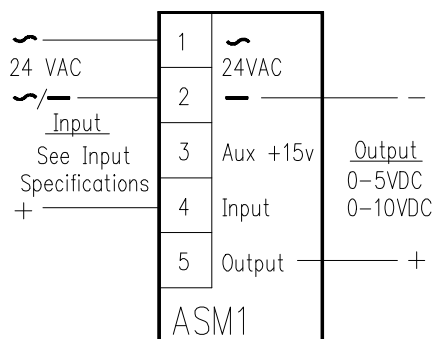 ~ 1 ~
24 VAC 24VAC
~/− 2 − −
Input
3 Aux +15v Output
See Input
Specifications 0−5VDC
+ 4 Input 0−10VDC
5 Output +
ASM1